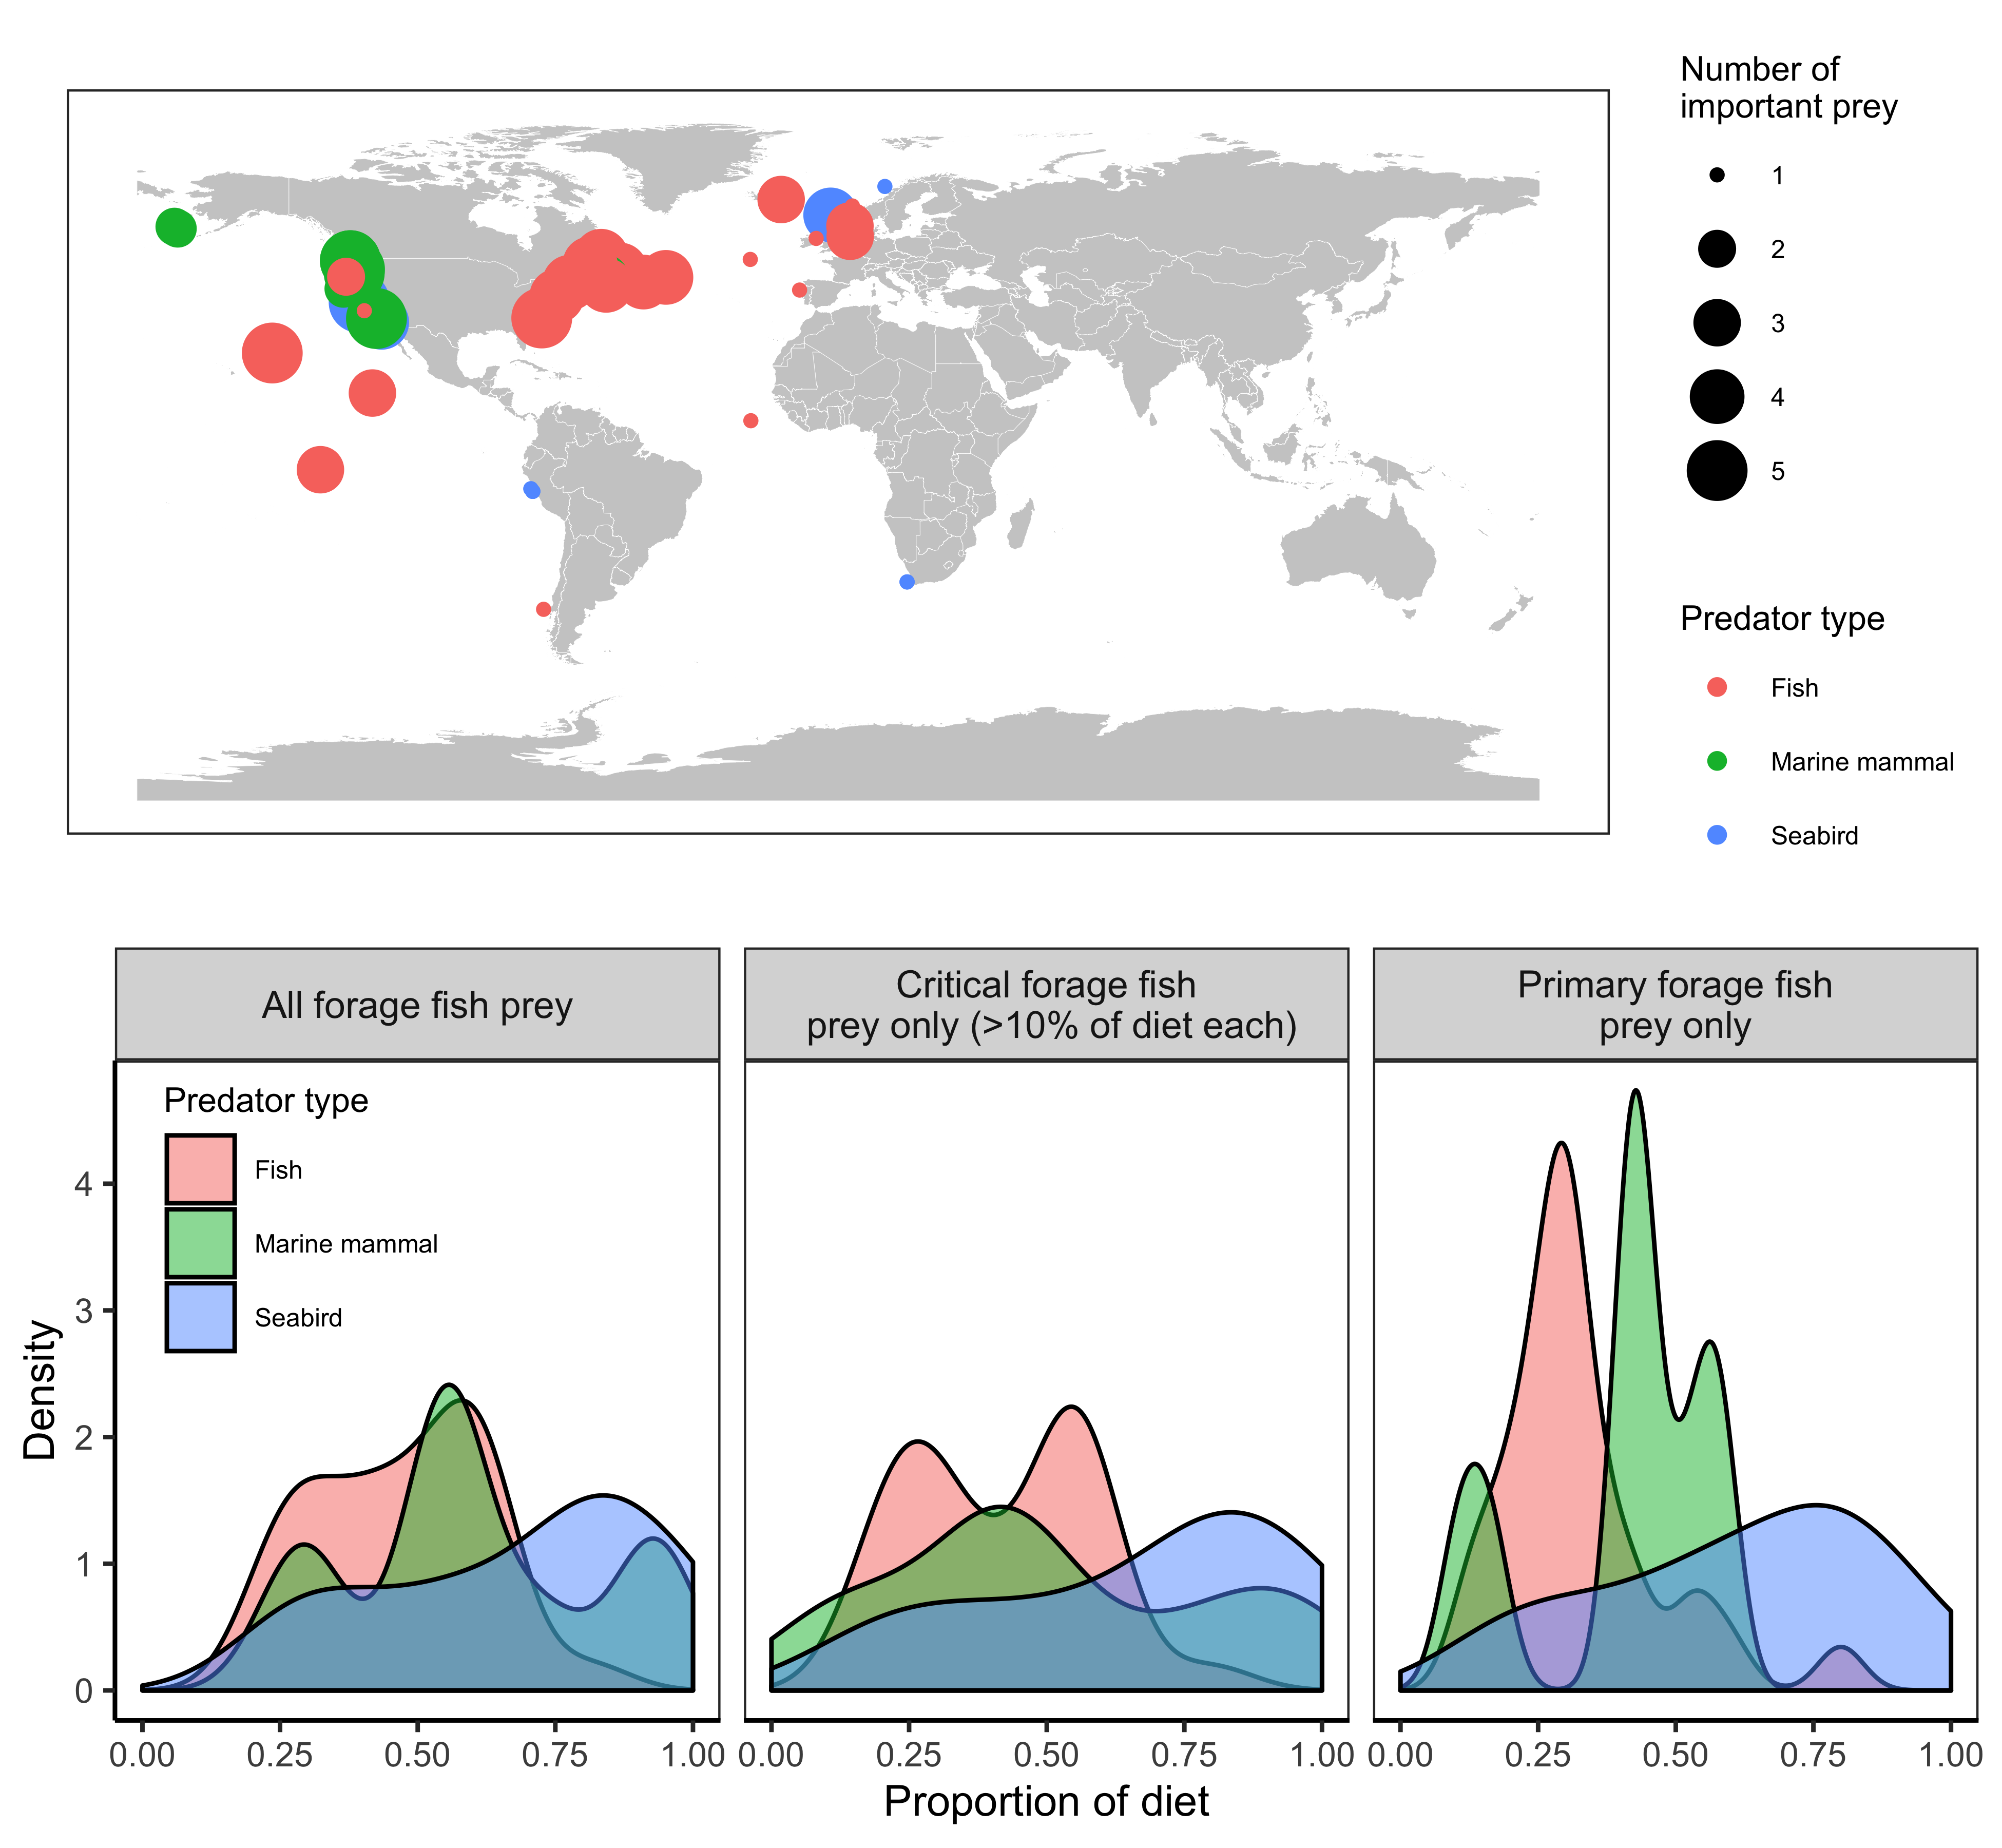 Number of
important prey
1
2
3
4
5
Predator type
Fish
Marine mammal
Seabird
All forage fish prey
Critical forage fish
prey only (>10% of diet each)
Primary forage fish
prey only
Predator type
Fish
Marine mammal
Seabird
Density
4
3
2
1
0
0.00 0.25 0.50 0.75 1.00 0.00 0.25 0.50 0.75 1.00 0.00 0.25 0.50 0.75 1.00
Proportion of diet